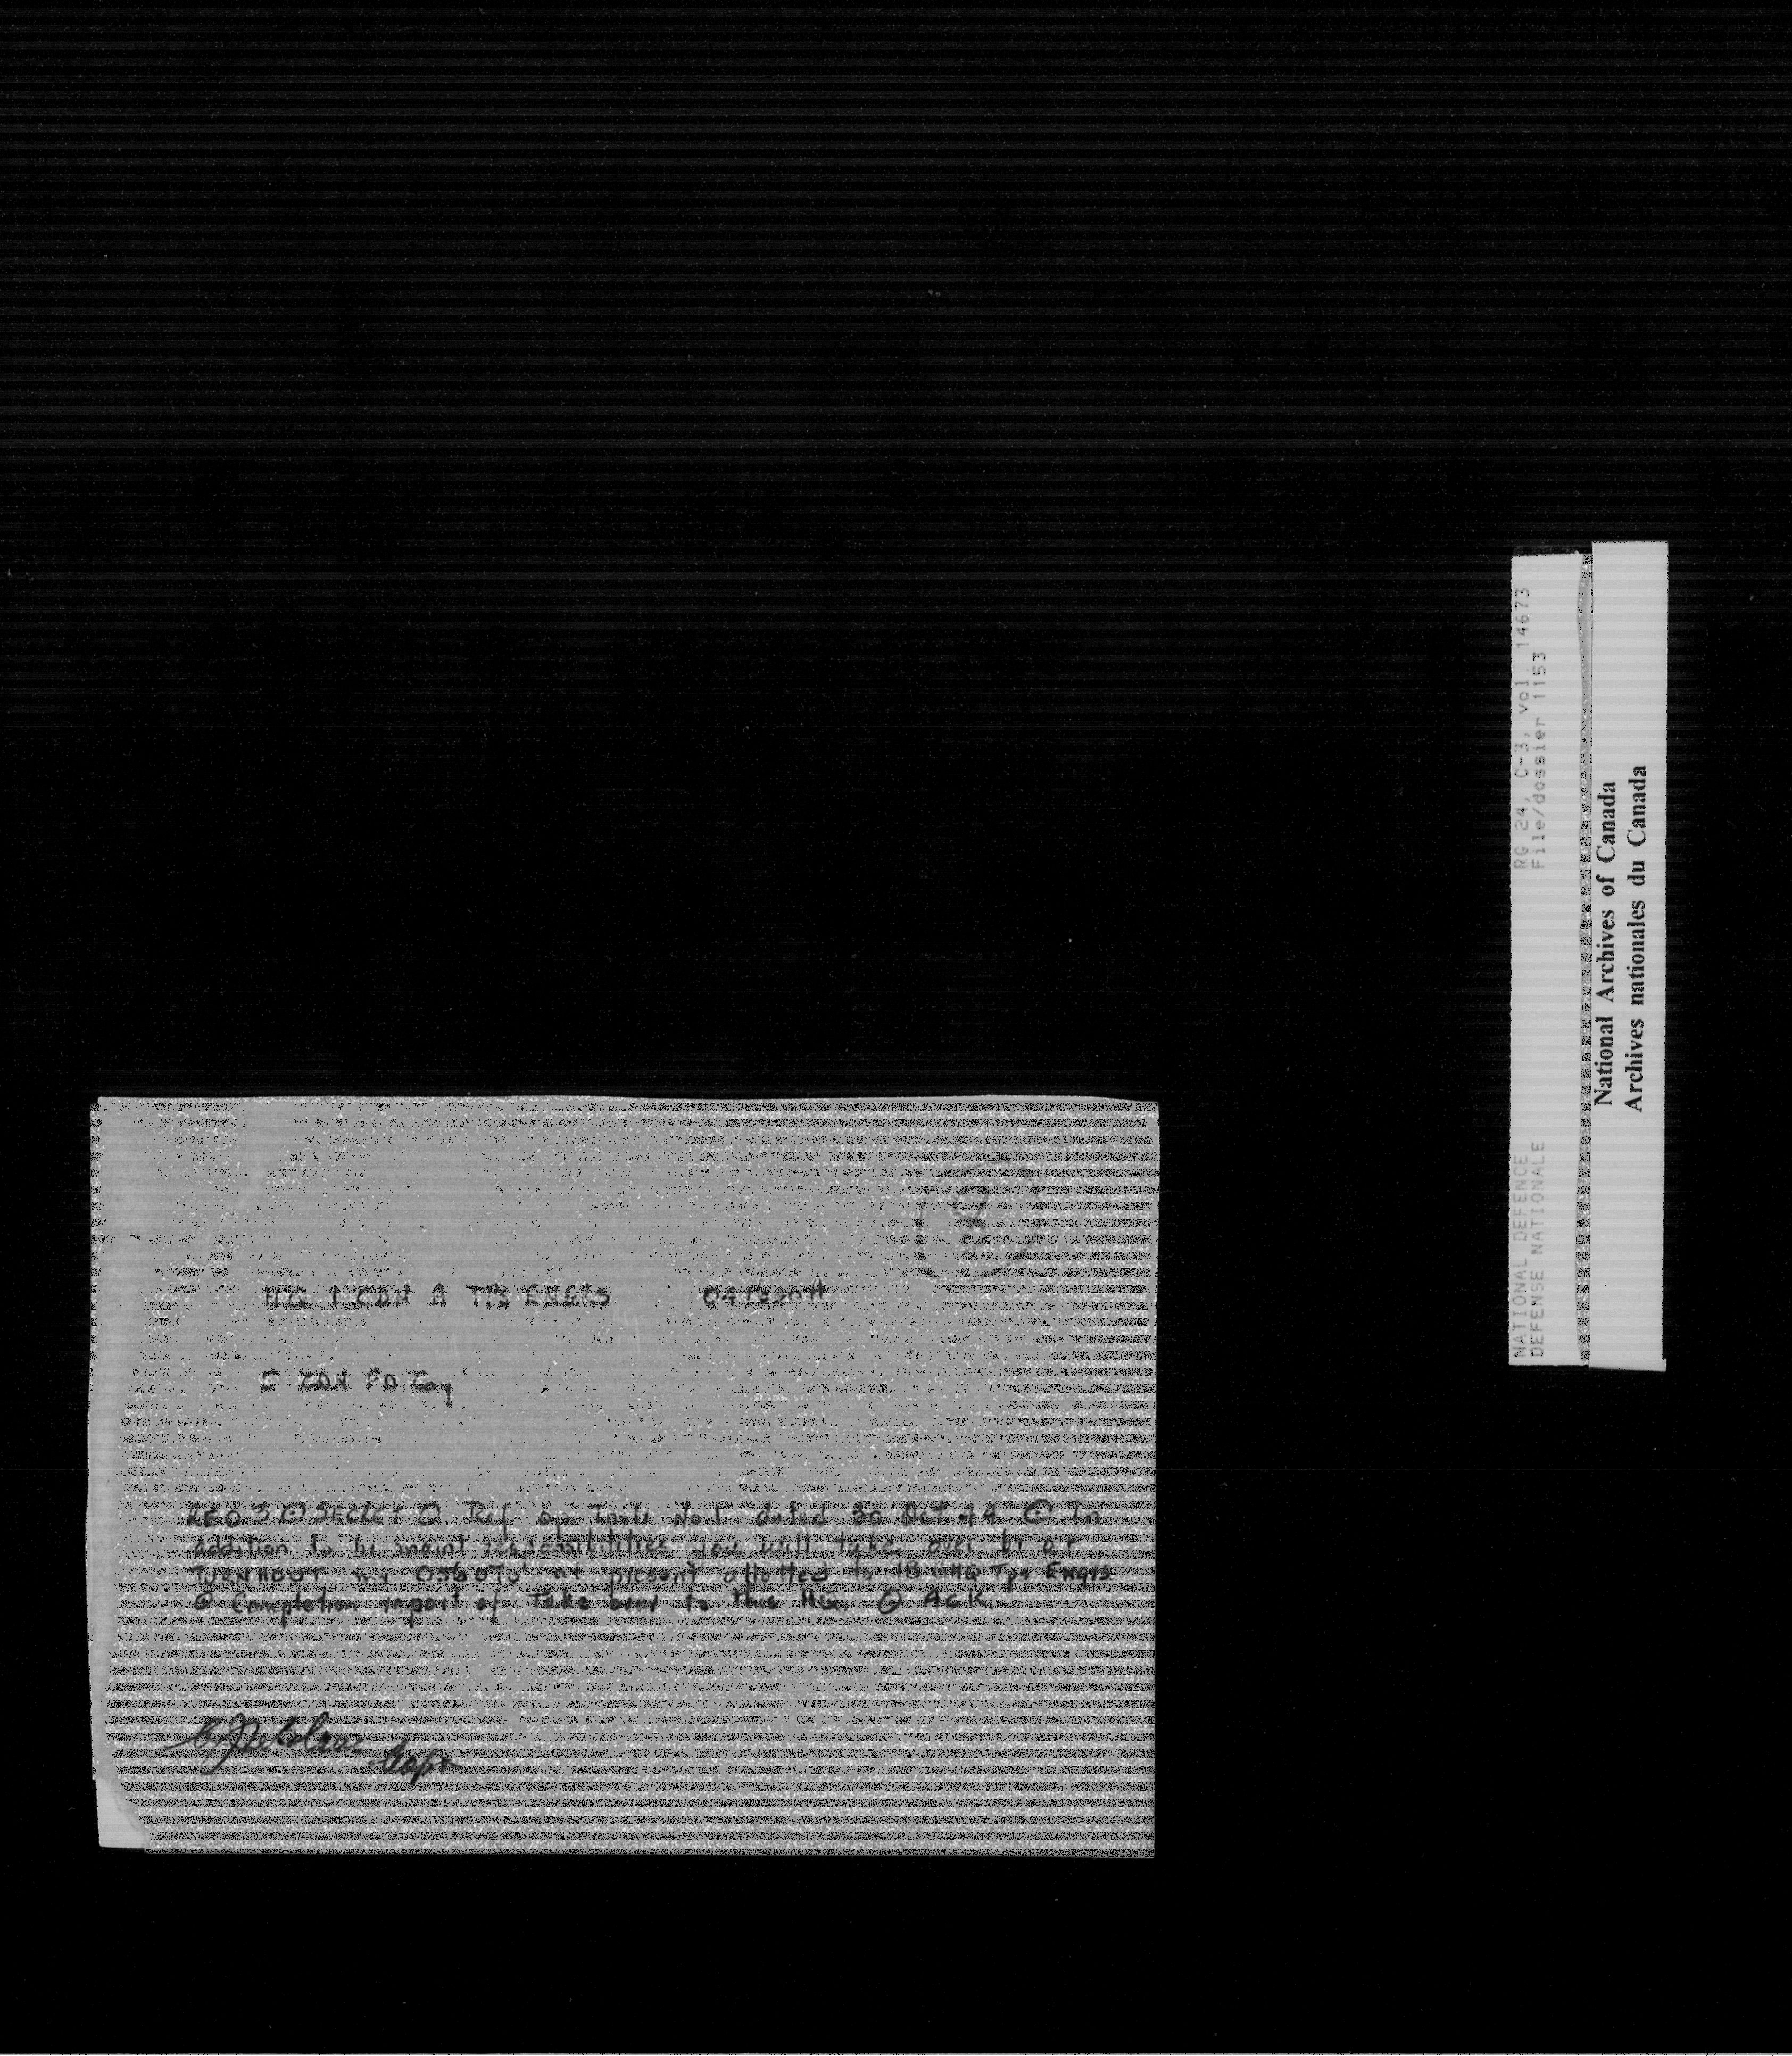 8
HQ 1 CDN A TPS ENGRS 041600A
5 CDN FD Coy
REO 3 ⊙ SECRET ⊙ Ref. op. Instr No 1 dated 30 Oct 44 ⊙ In
addition to br. maint responsibilities you will take over br at
TURNHOUT mr 056070 at present allotted to 18 GHQ Tps Engrs.
⊙ Completion report of Take over to this HQ. ⊙ ACK.
LeBlanc Capt
NATIONAL DEFENCE RG 24, C-3, vol. 14673
DEFENSE NATIONALE File/dossier 1153
National Archives of Canada
Archives nationales du Canada